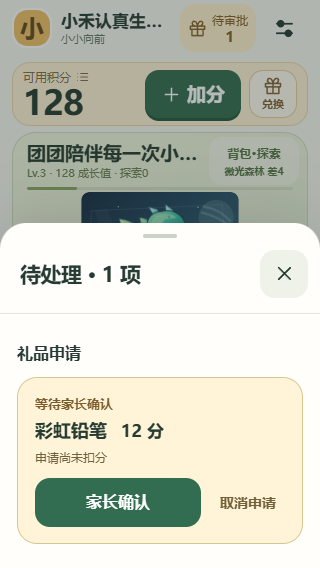 小
小禾认真生...
小小向前
待审批
1
可用积分
128
加分
兑换
团团陪伴每一次小...
Lv.3 · 128 成长值 · 探索0
背包·探索
微光森林 差4
待处理 · 1 项
礼品申请
等待家长确认
彩虹铅笔 12 分
申请尚未扣分
家长确认
取消申请